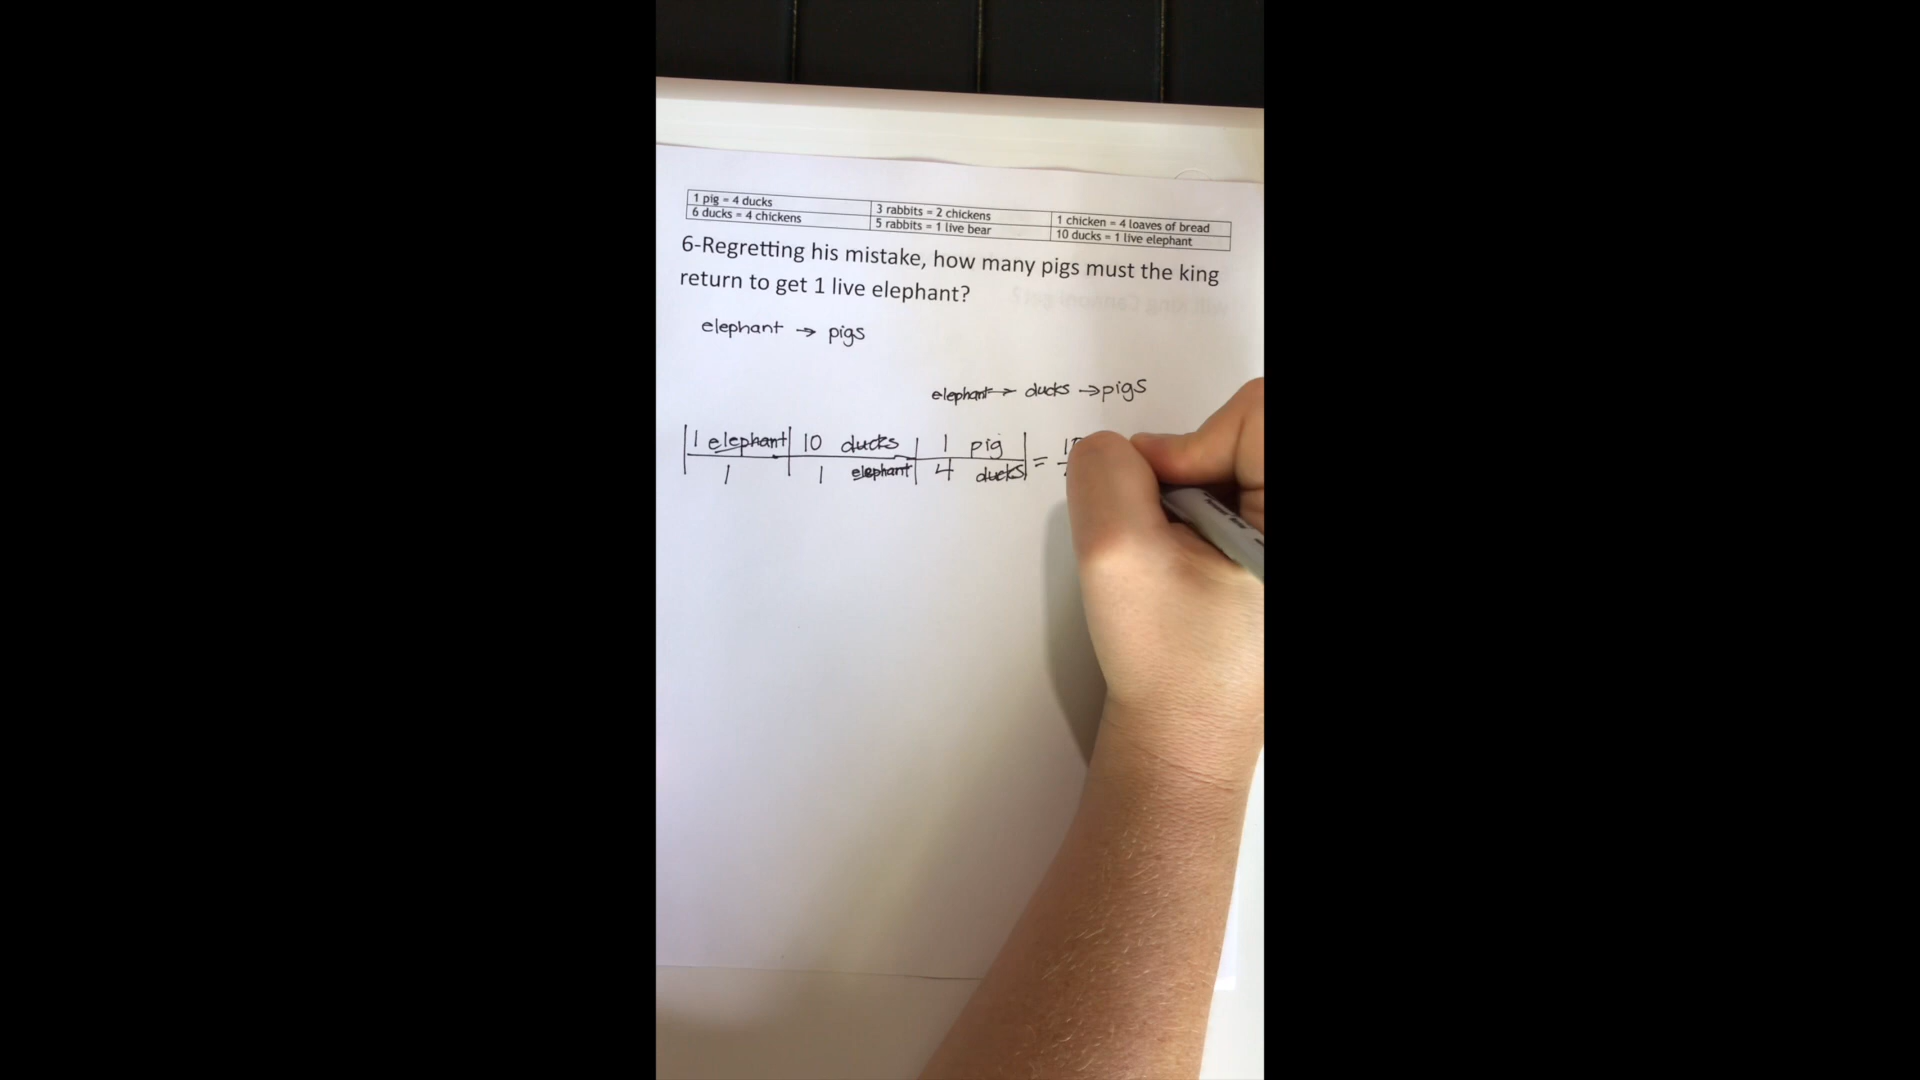 1 pig = 4 ducks 3 rabbits = 2 chickens 1 chicken = 4 loaves of bread
6 ducks = 4 chickens 5 rabbits = 1 live bear 10 ducks = 1 live elephant
6-Regretting his mistake, how many pigs must the king
return to get 1 live elephant?
elephant → pigs
elephant → ducks → pigs
1 elephant 10 ducks 1 pig =
1 1 elephant 4 ducks